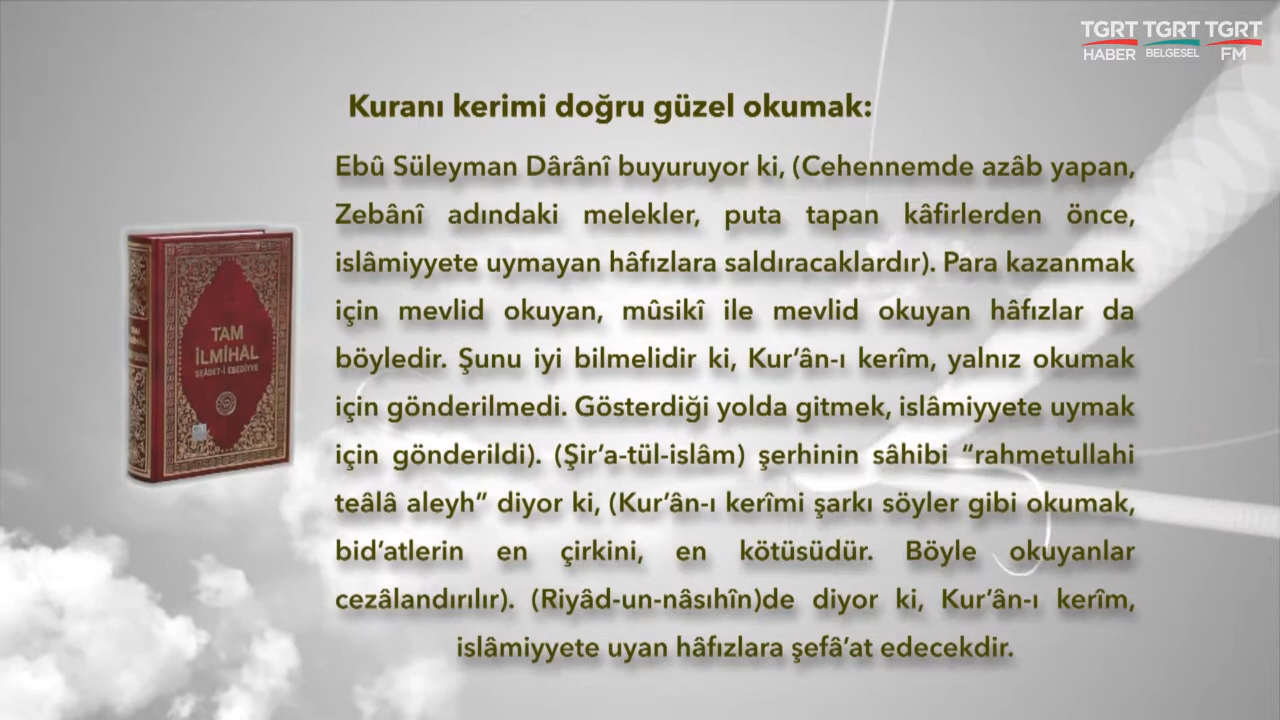 TGRT TGRT TGRT
HABER BELGESEL FM
Kuranı kerimi doğru güzel okumak:
Ebû Süleyman Dârânî buyuruyor ki, (Cehennemde azâb yapan,
Zebânî adındaki melekler, puta tapan kâfirlerden önce,
islâmiyyete uymayan hâfızlara saldıracaklardır). Para kazanmak
için mevlid okuyan, mûsikî ile mevlid okuyan hâfızlar da
böyledir. Şunu iyi bilmelidir ki, Kur’ân-ı kerîm, yalnız okumak
için gönderilmedi. Gösterdiği yolda gitmek, islâmiyyete uymak
için gönderildi). (Şir’a-tül-islâm) şerhinin sâhibi “rahmetullahi
teâlâ aleyh” diyor ki, (Kur’ân-ı kerîmi şarkı söyler gibi okumak,
bid’atlerin en çirkini, en kötüsüdür. Böyle okuyanlar
cezâlandırılır). (Riyâd-un-nâsıhîn)de diyor ki, Kur’ân-ı kerîm,
islâmiyyete uyan hâfızlara şefâ’at edecekdir.
TAM
İLMİHÂL
SEÂDET-İ EBEDİYYE